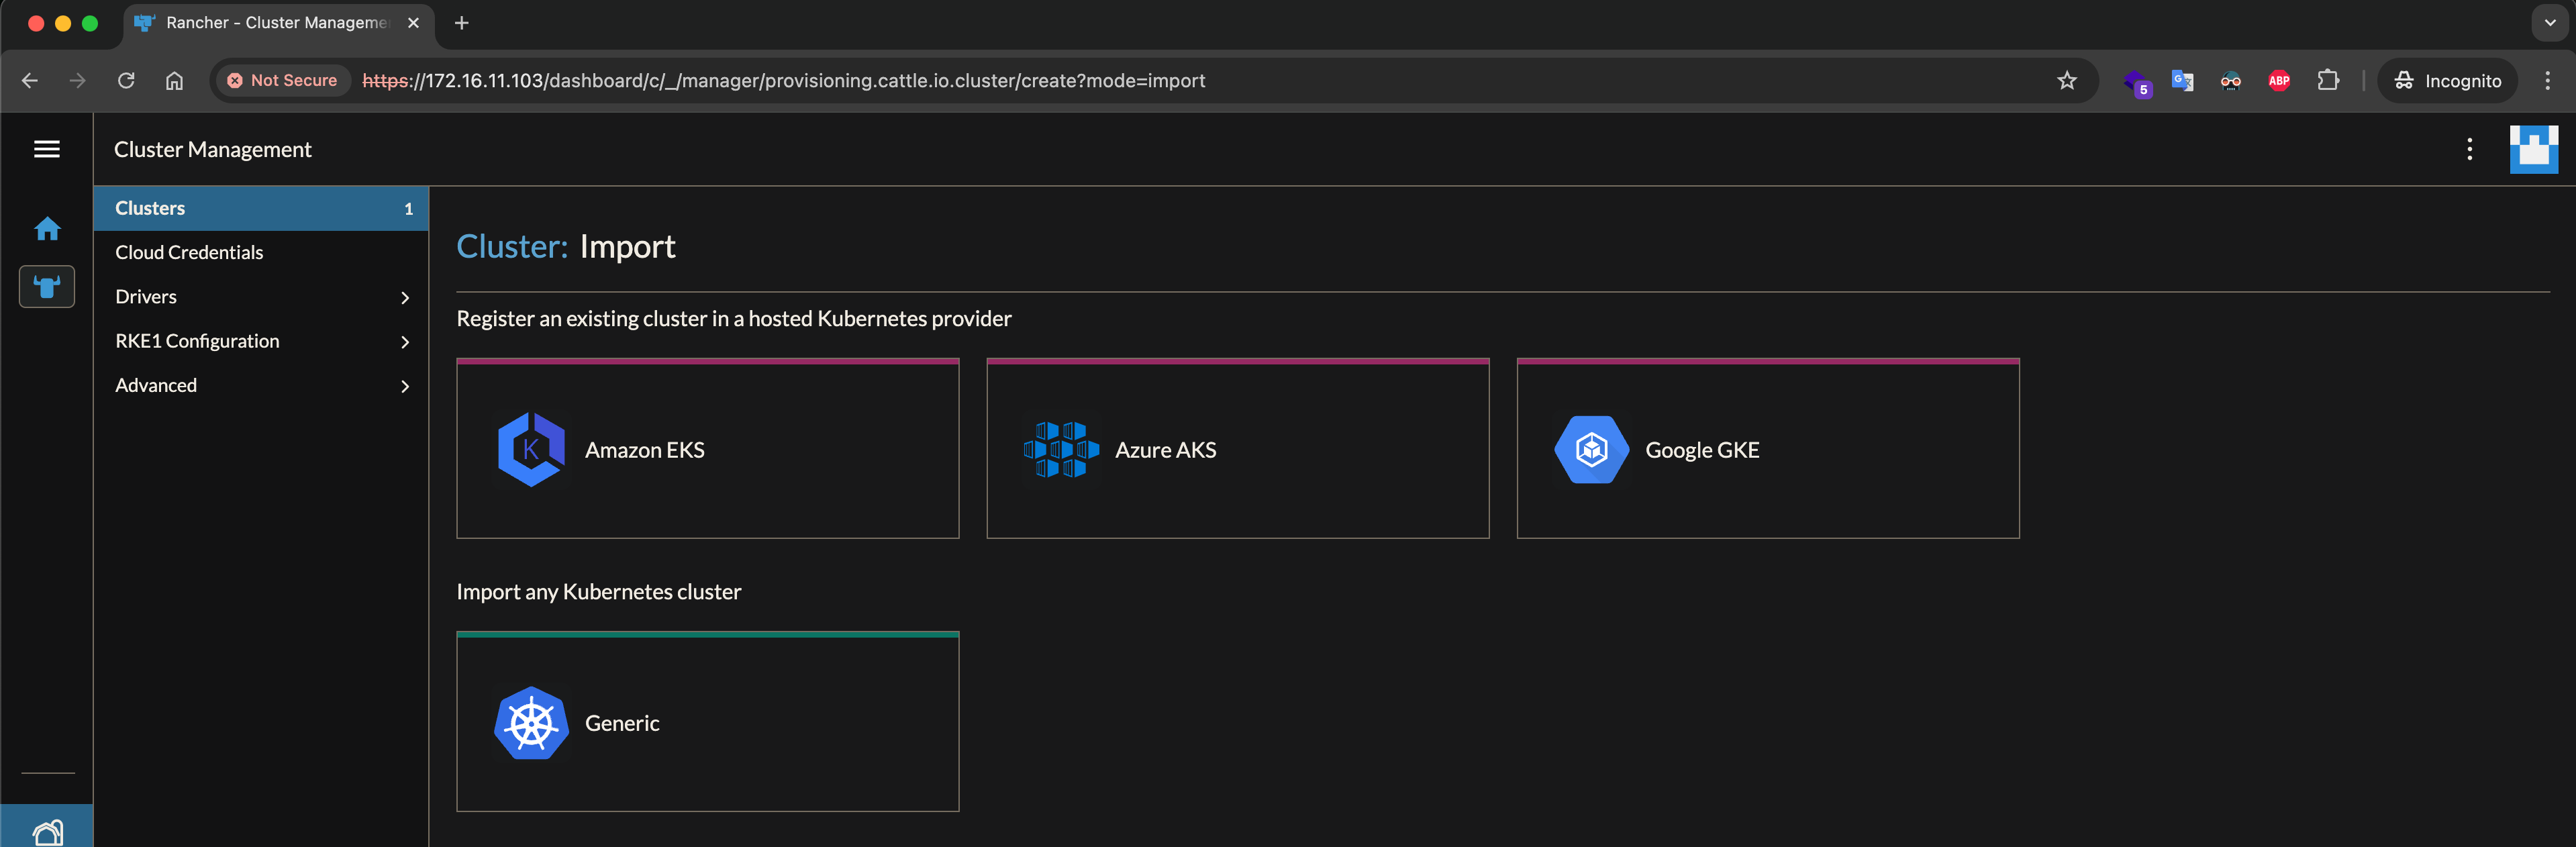 Rancher - Cluster Manageme
Not Secure https://172.16.11.103/dashboard/c/_/manager/provisioning.cattle.io.cluster/create?mode=import
5
ABP
Incognito
Cluster Management
Clusters 1
Cloud Credentials
Drivers
RKE1 Configuration
Advanced
Cluster: Import
Register an existing cluster in a hosted Kubernetes provider
K Amazon EKS
Azure AKS
Google GKE
Import any Kubernetes cluster
Generic